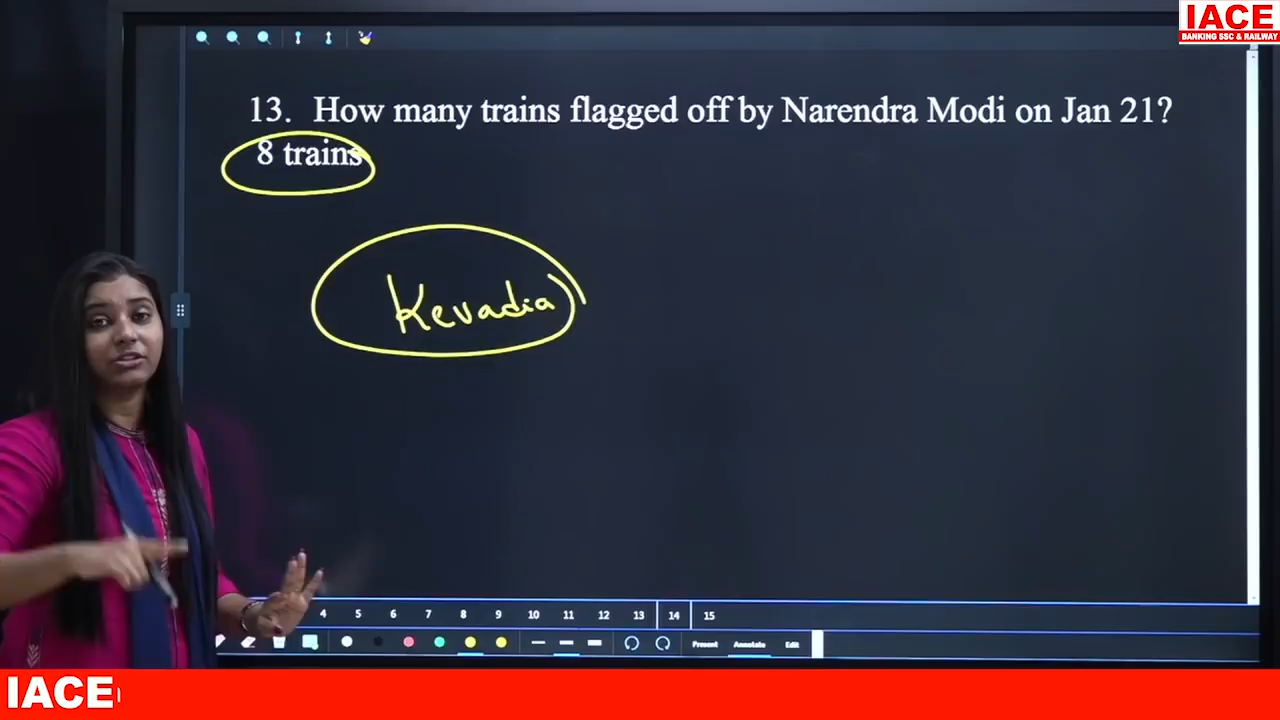 IACE
BANKING SSC & RAILWAY
13. How many trains flagged off by Narendra Modi on Jan 21?
8 trains
Kevadia
4 5 6 7 8 9 10 11 12 13 14 15
Present Annotate Edit
IACE